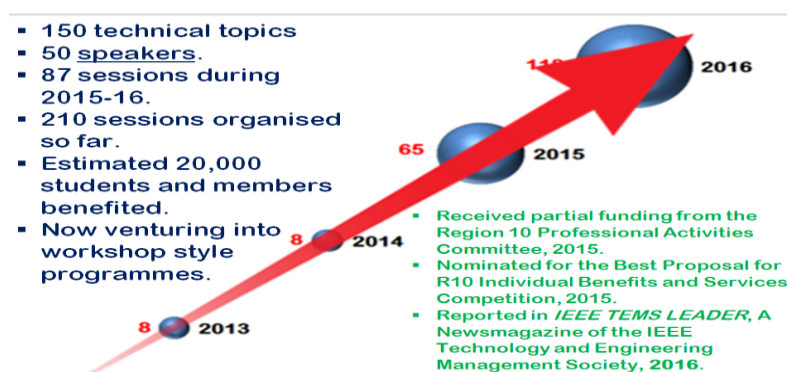 150 technical topics
50 speakers.
87 sessions during
2015-16.
210 sessions organised
so far.
Estimated 20,000
students and members
benefited.
Now venturing into
workshop style
programmes.
2016
65
2015
8
2014
8
2013
Received partial funding from the
Region 10 Professional Activities
Committee, 2015.
Nominated for the Best Proposal for
R10 Individual Benefits and Services
Competition, 2015.
Reported in IEEE TEMS LEADER, A
Newsmagazine of the IEEE
Technology and Engineering
Management Society, 2016.